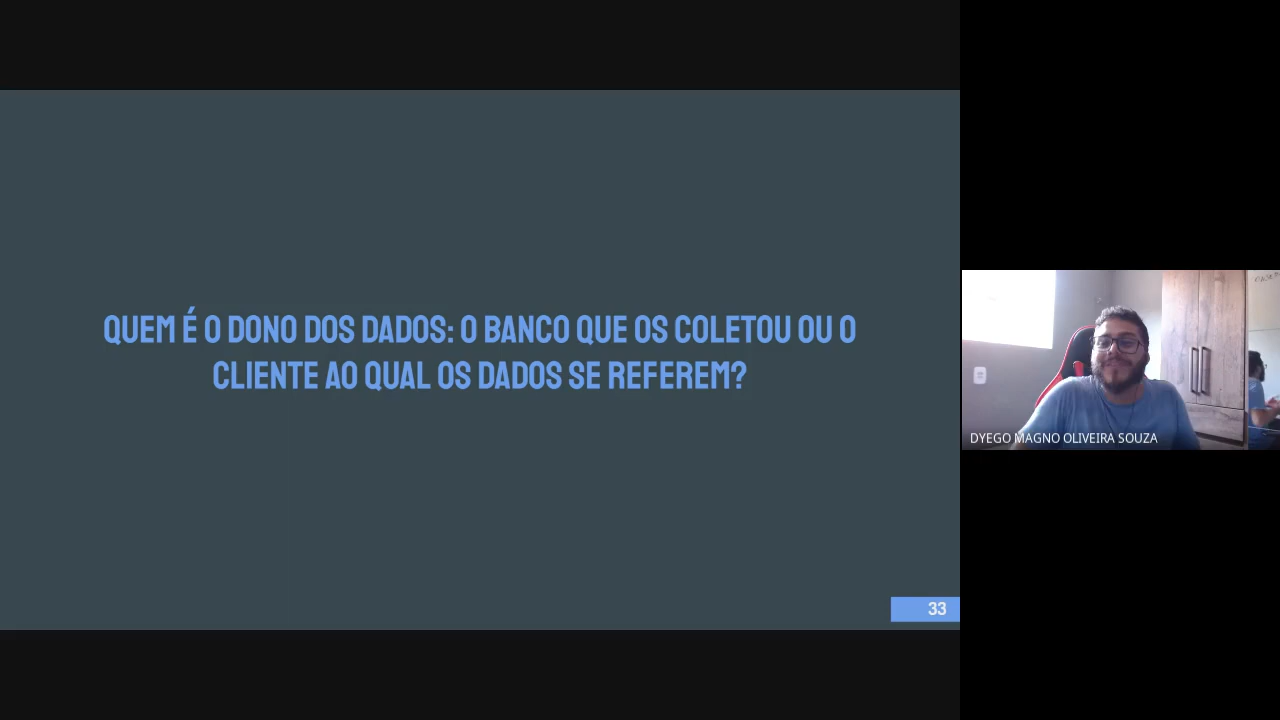 QUEM É O DONO DOS DADOS: O BANCO QUE OS COLETOU OU O
CLIENTE AO QUAL OS DADOS SE REFEREM?
33
DYEGO MAGNO OLIVEIRA SOUZA